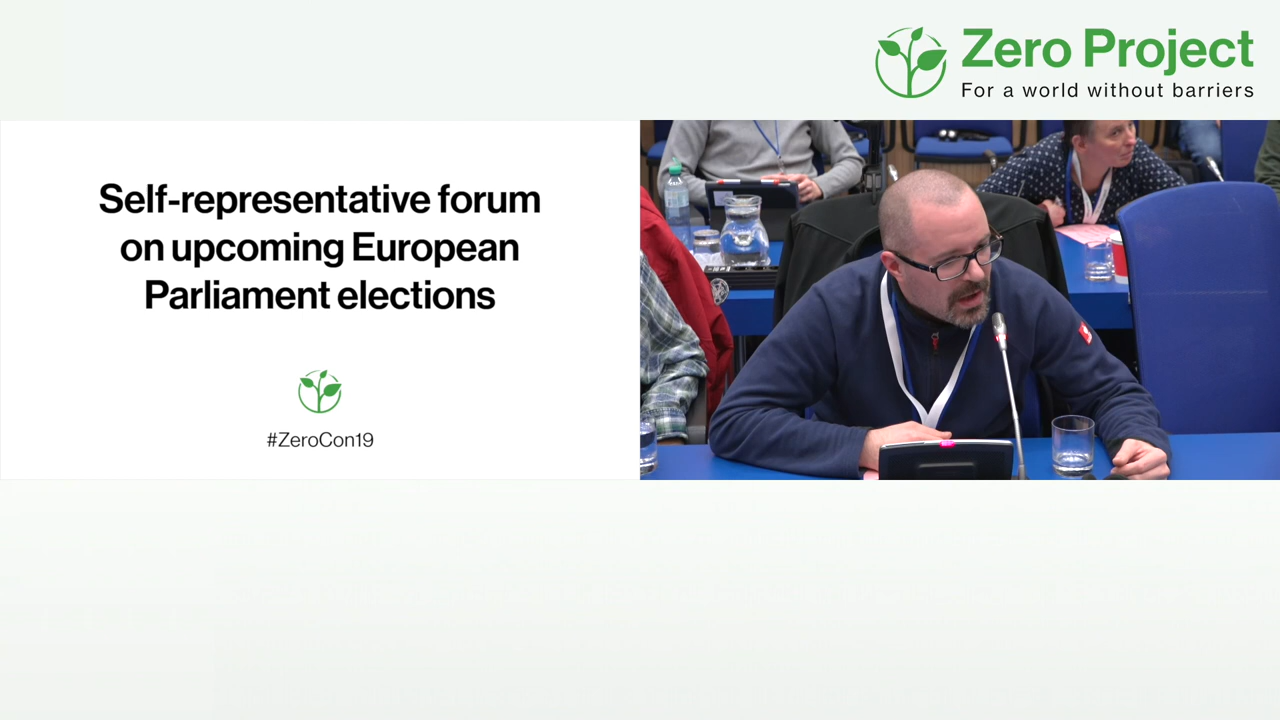 Zero Project
For a world without barriers
Self-representative forum
on upcoming European
Parliament elections
#ZeroCon19